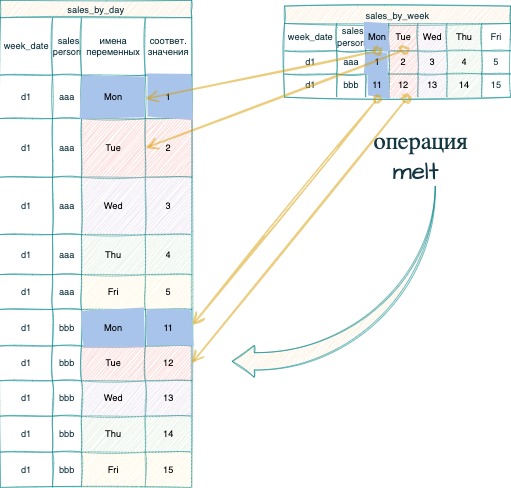 sales_by_day
week_date sales person имена переменных соответ. значения
d1 aaa Mon 1
d1 aaa Tue 2
d1 aaa Wed 3
d1 aaa Thu 4
d1 aaa Fri 5
d1 bbb Mon 11
d1 bbb Tue 12
d1 bbb Wed 13
d1 bbb Thu 14
d1 bbb Fri 15
sales_by_week
week_date sales person Mon Tue Wed Thu Fri
d1 aaa 1 2 3 4 5
d1 bbb 11 12 13 14 15
операция
melt